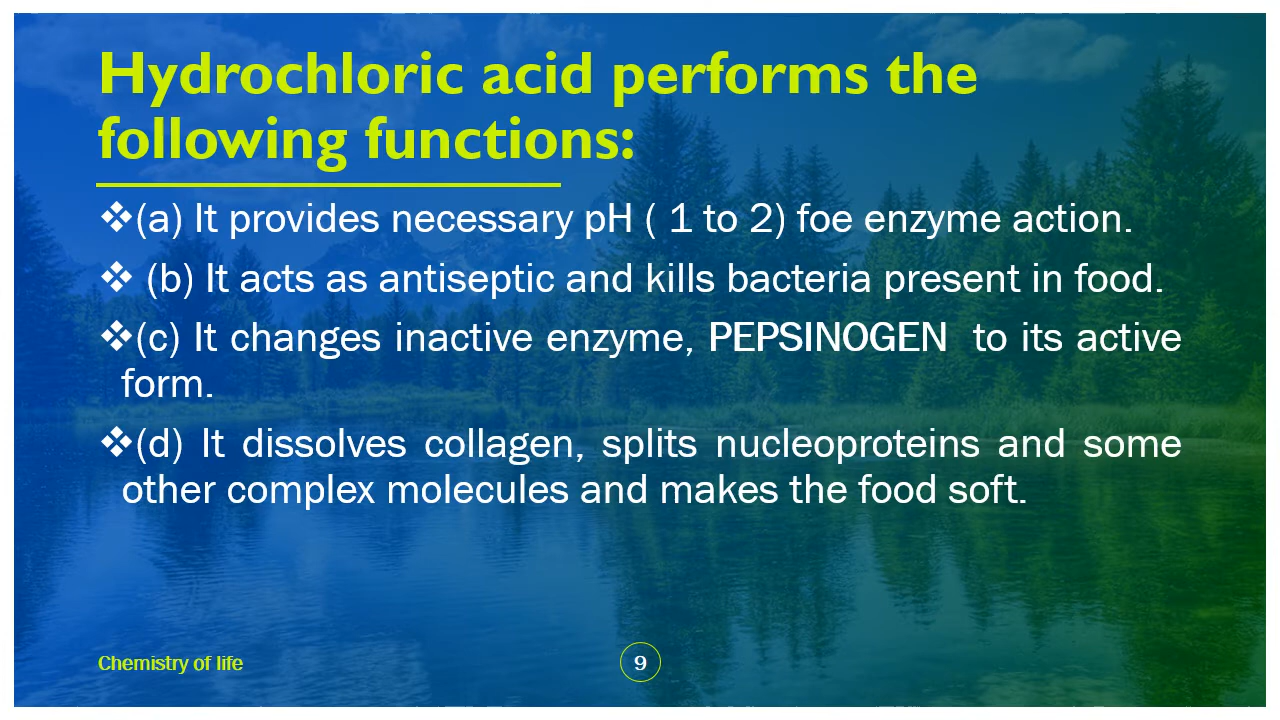 Hydrochloric acid performs the
following functions:
❖(a) It provides necessary pH ( 1 to 2) foe enzyme action.
❖ (b) It acts as antiseptic and kills bacteria present in food.
❖(c) It changes inactive enzyme, PEPSINOGEN to its active
form.
❖(d) It dissolves collagen, splits nucleoproteins and some
other complex molecules and makes the food soft.
Chemistry of life
9